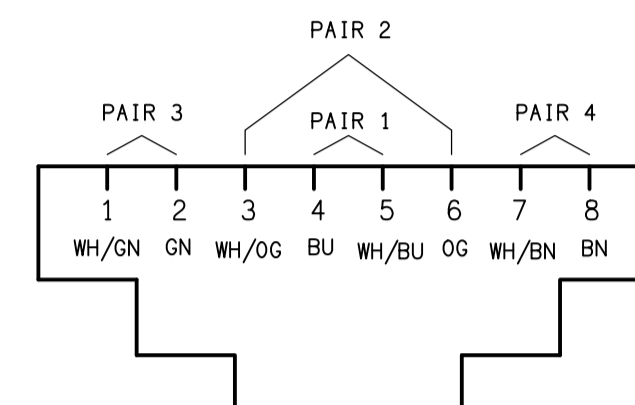 PAIR 2
PAIR 3 PAIR 1 PAIR 4
1 2 3 4 5 6 7 8
WH/GN GN WH/OG BU WH/BU OG WH/BN BN